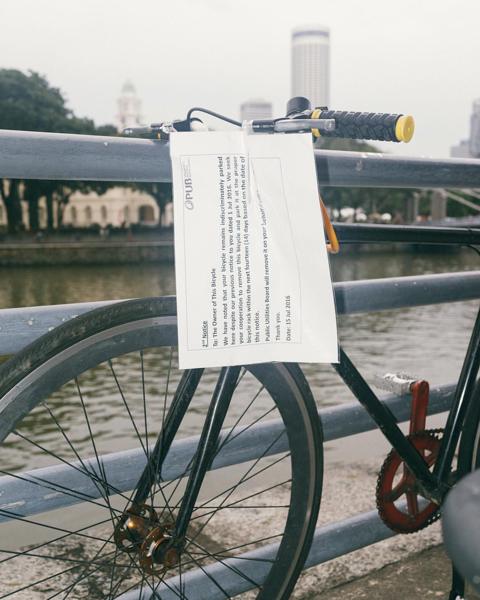 PUB
2nd Notice
To: The Owner of This Bicycle
We have noted that your bicycle remains indiscriminately parked
here despite our previous notice to you dated 1 Jul 2016. We seek
your cooperation to remove this bicycle and park it at the proper
bicycle rack within the next fourteen (14) days based on the date of
this notice.
Public Utilities Board will remove it on your
Thank you.
Date: 15 Jul 2016